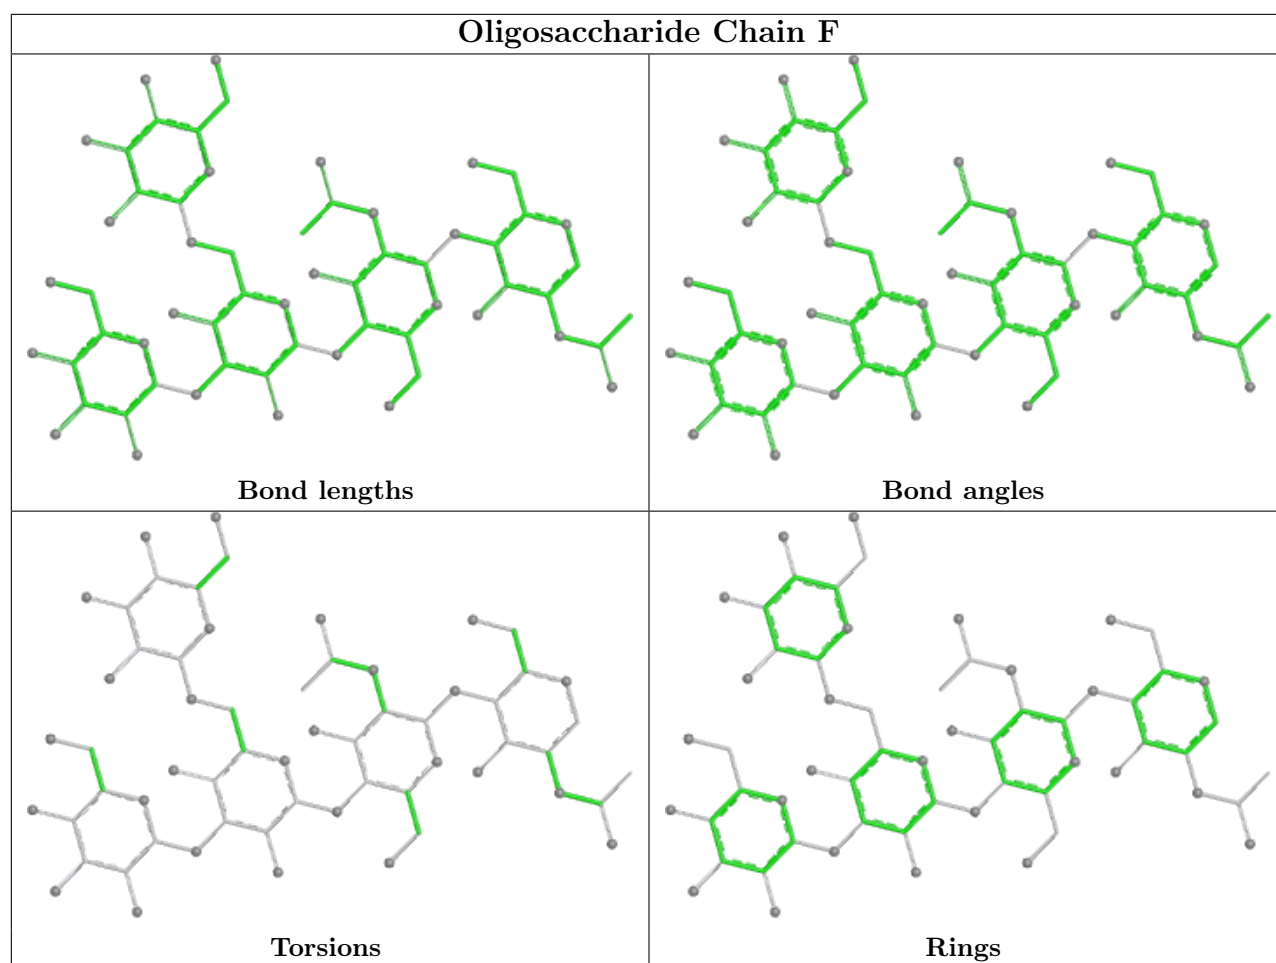 Oligosaccharide Chain F
Bond lengths
Bond angles
Torsions
Rings